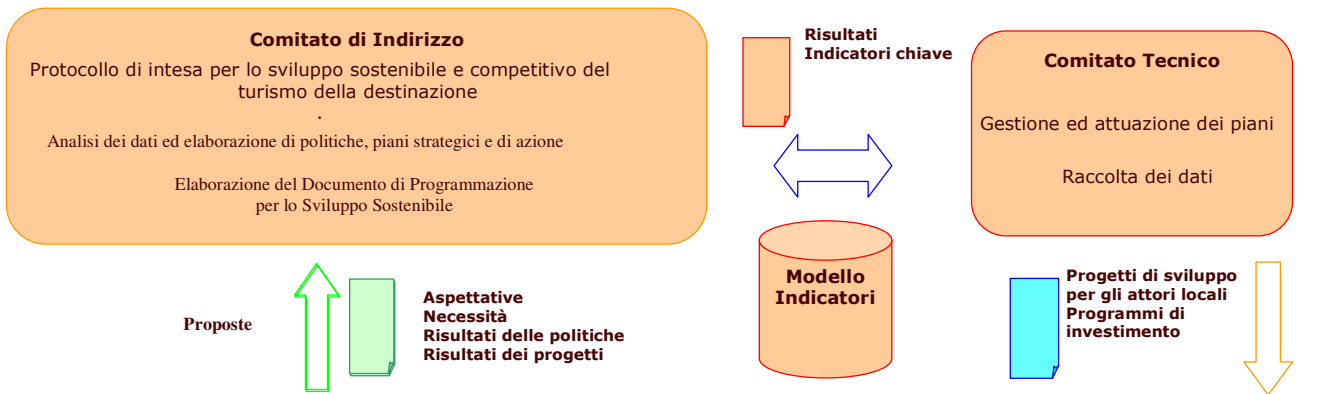 Comitato di Indirizzo
Protocollo di intesa per lo sviluppo sostenibile e competitivo del
turismo della destinazione
.
Analisi dei dati ed elaborazione di politiche, piani strategici e di azione
Elaborazione del Documento di Programmazione
per lo Sviluppo Sostenibile
Risultati
Indicatori chiave
Comitato Tecnico
Gestione ed attuazione dei piani
Raccolta dei dati
Proposte
Aspettative
Necessità
Risultati delle politiche
Risultati dei progetti
Modello
Indicatori
Progetti di sviluppo
per gli attori locali
Programmi di
investimento